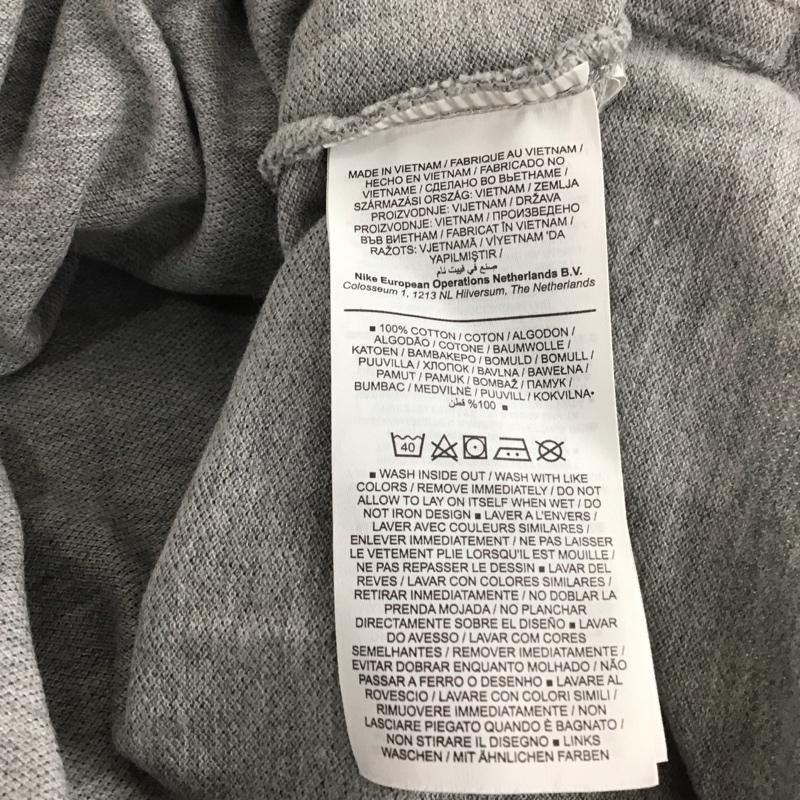 MADE IN VIETNAM / FABRIQUE AU VIETNAM /
HECHO EN VIETNAM / FABRICADO NO
VIETNAME / СДЕЛАНО ВО ВЬЕТНАМЕ /
SZÁRMAZÁSI ORSZÁG: VIETNAM / ZEMLJA
PROIZVODNJE: VIETNAM / DRŽAVA
PROIZVODNJE: VIETNAM / ПРОИЗВЕДЕНО
ВЪВ ВИЕТНАМ / FABRICAT ÎN VIETNAM /
RAŽOTS: VJETNAMĀ / VİYETNAM 'DA
YAPILMIŞTIR /
صنع في فييت نام
Nike European Operations Netherlands B.V.
Colosseum 1, 1213 NL Hilversum, The Netherlands
■ 100% COTTON / COTON / ALGODON /
ALGODÃO / COTONE / BAUMWOLLE /
KATOEN / ΒΑΜΒΑΚΕΡΟ / BOMULD / BOMULL /
PUUVILLA / ХЛОПОК / BAVLNA / BAWEŁNA /
PAMUT / PAMUK / BOMBAŽ / ПАМУК /
BUMBAC / MEDVILNĖ / PUUVILL / KOKVILNA
100% قطن ■
40
■ WASH INSIDE OUT / WASH WITH LIKE
COLORS / REMOVE IMMEDIATELY / DO NOT
ALLOW TO LAY ON ITSELF WHEN WET / DO
NOT IRON DESIGN ■ LAVER A L'ENVERS /
LAVER AVEC COULEURS SIMILAIRES /
ENLEVER IMMEDIATEMENT / NE PAS LAISSER
LE VETEMENT PLIE LORSQU'IL EST MOUILLE /
NE PAS REPASSER LE DESSIN ■ LAVAR DEL
REVES / LAVAR CON COLORES SIMILARES /
RETIRAR INMEDIATAMENTE / NO DOBLAR LA
PRENDA MOJADA / NO PLANCHAR
DIRECTAMENTE SOBRE EL DISEÑO ■ LAVAR
DO AVESSO / LAVAR COM CORES
SEMELHANTES / REMOVER IMEDIATAMENTE /
EVITAR DOBRAR ENQUANTO MOLHADO / NÃO
PASSAR A FERRO O DESENHO ■ LAVARE AL
ROVESCIO / LAVARE CON COLORI SIMILI /
RIMUOVERE IMMEDIATAMENTE / NON
LASCIARE PIEGATO QUANDO È BAGNATO /
NON STIRARE IL DISEGNO ■ LINKS
WASCHEN / MIT ÄHNLICHEN FARBEN